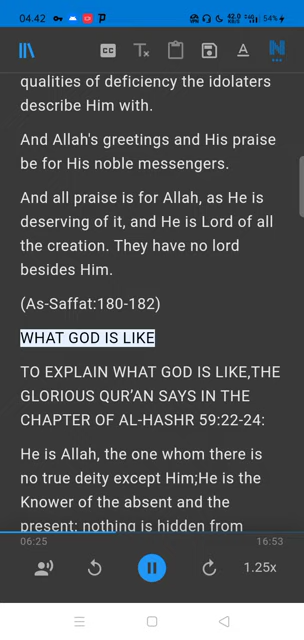 04.42
42.0
KB/s
54%
CC
A
N
qualities of deficiency the idolaters
describe Him with.
And Allah's greetings and His praise
be for His noble messengers.
And all praise is for Allah, as He is
deserving of it, and He is Lord of all
the creation. They have no lord
besides Him.
(As-Saffat:180-182)
WHAT GOD IS LIKE
TO EXPLAIN WHAT GOD IS LIKE,THE
GLORIOUS QUR’AN SAYS IN THE
CHAPTER OF AL-HASHR 59:22-24:
He is Allah, the one whom there is
no true deity except Him;He is the
Knower of the absent and the
present; nothing is hidden from
06:25
16:53
1.25x